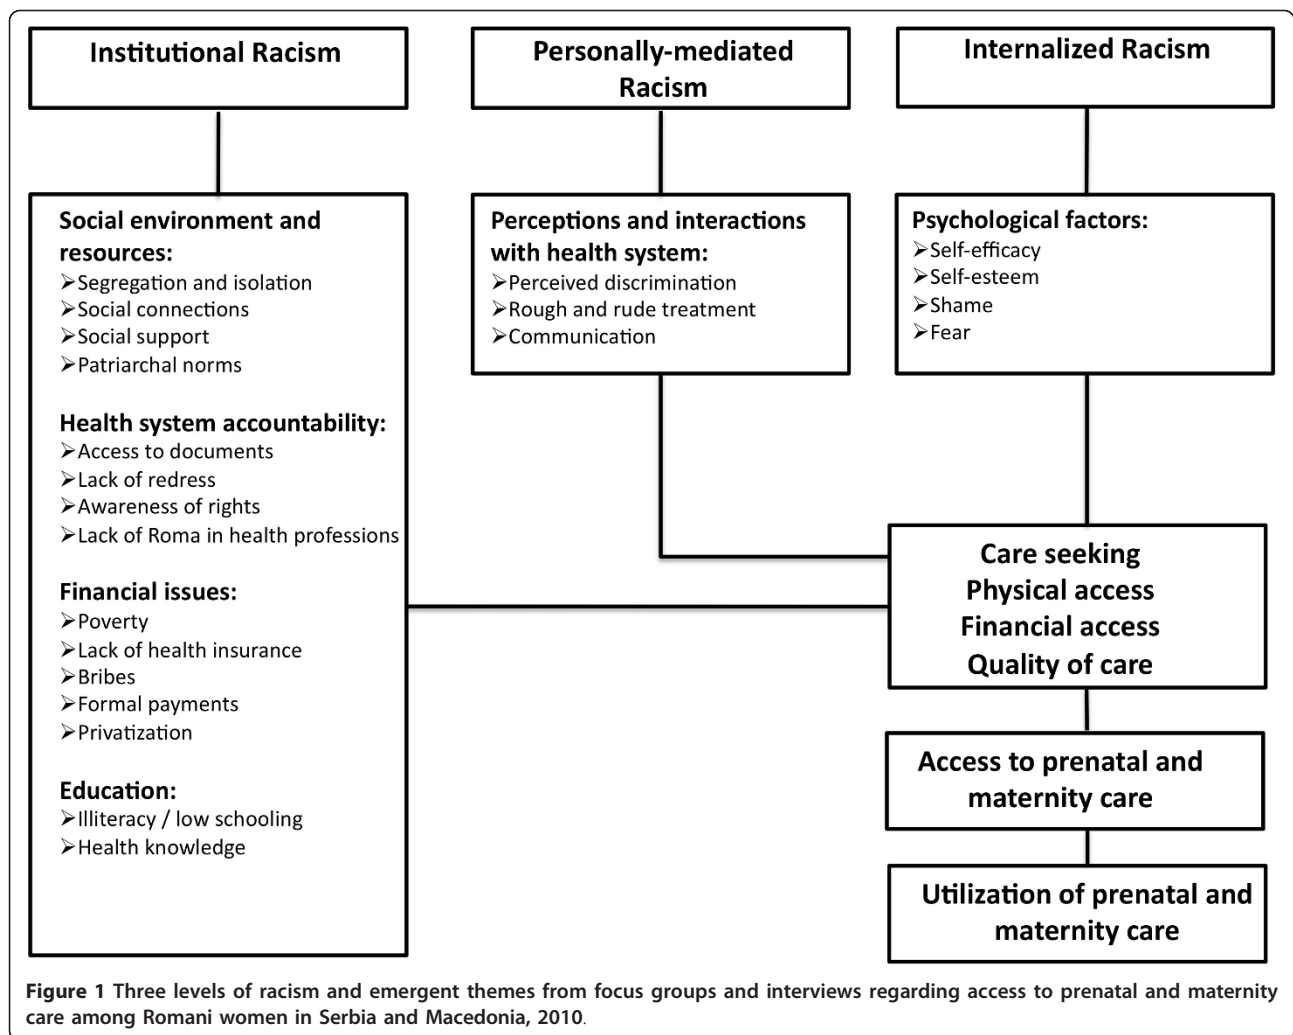 Institutional Racism
Personally-mediated
Racism
Internalized Racism
Social environment and
resources:
➢Segregation and isolation
➢Social connections
➢Social support
➢Patriarchal norms
Health system accountability:
➢Access to documents
➢Lack of redress
➢Awareness of rights
➢Lack of Roma in health professions
Financial issues:
➢Poverty
➢Lack of health insurance
➢Bribes
➢Formal payments
➢Privatization
Education:
➢Illiteracy / low schooling
➢Health knowledge
Perceptions and interactions
with health system:
➢Perceived discrimination
➢Rough and rude treatment
➢Communication
Psychological factors:
➢Self-efficacy
➢Self-esteem
➢Shame
➢Fear
Care seeking
Physical access
Financial access
Quality of care
Access to prenatal and
maternity care
Utilization of prenatal and
maternity care
Figure 1 Three levels of racism and emergent themes from focus groups and interviews regarding access to prenatal and maternity
care among Romani women in Serbia and Macedonia, 2010.